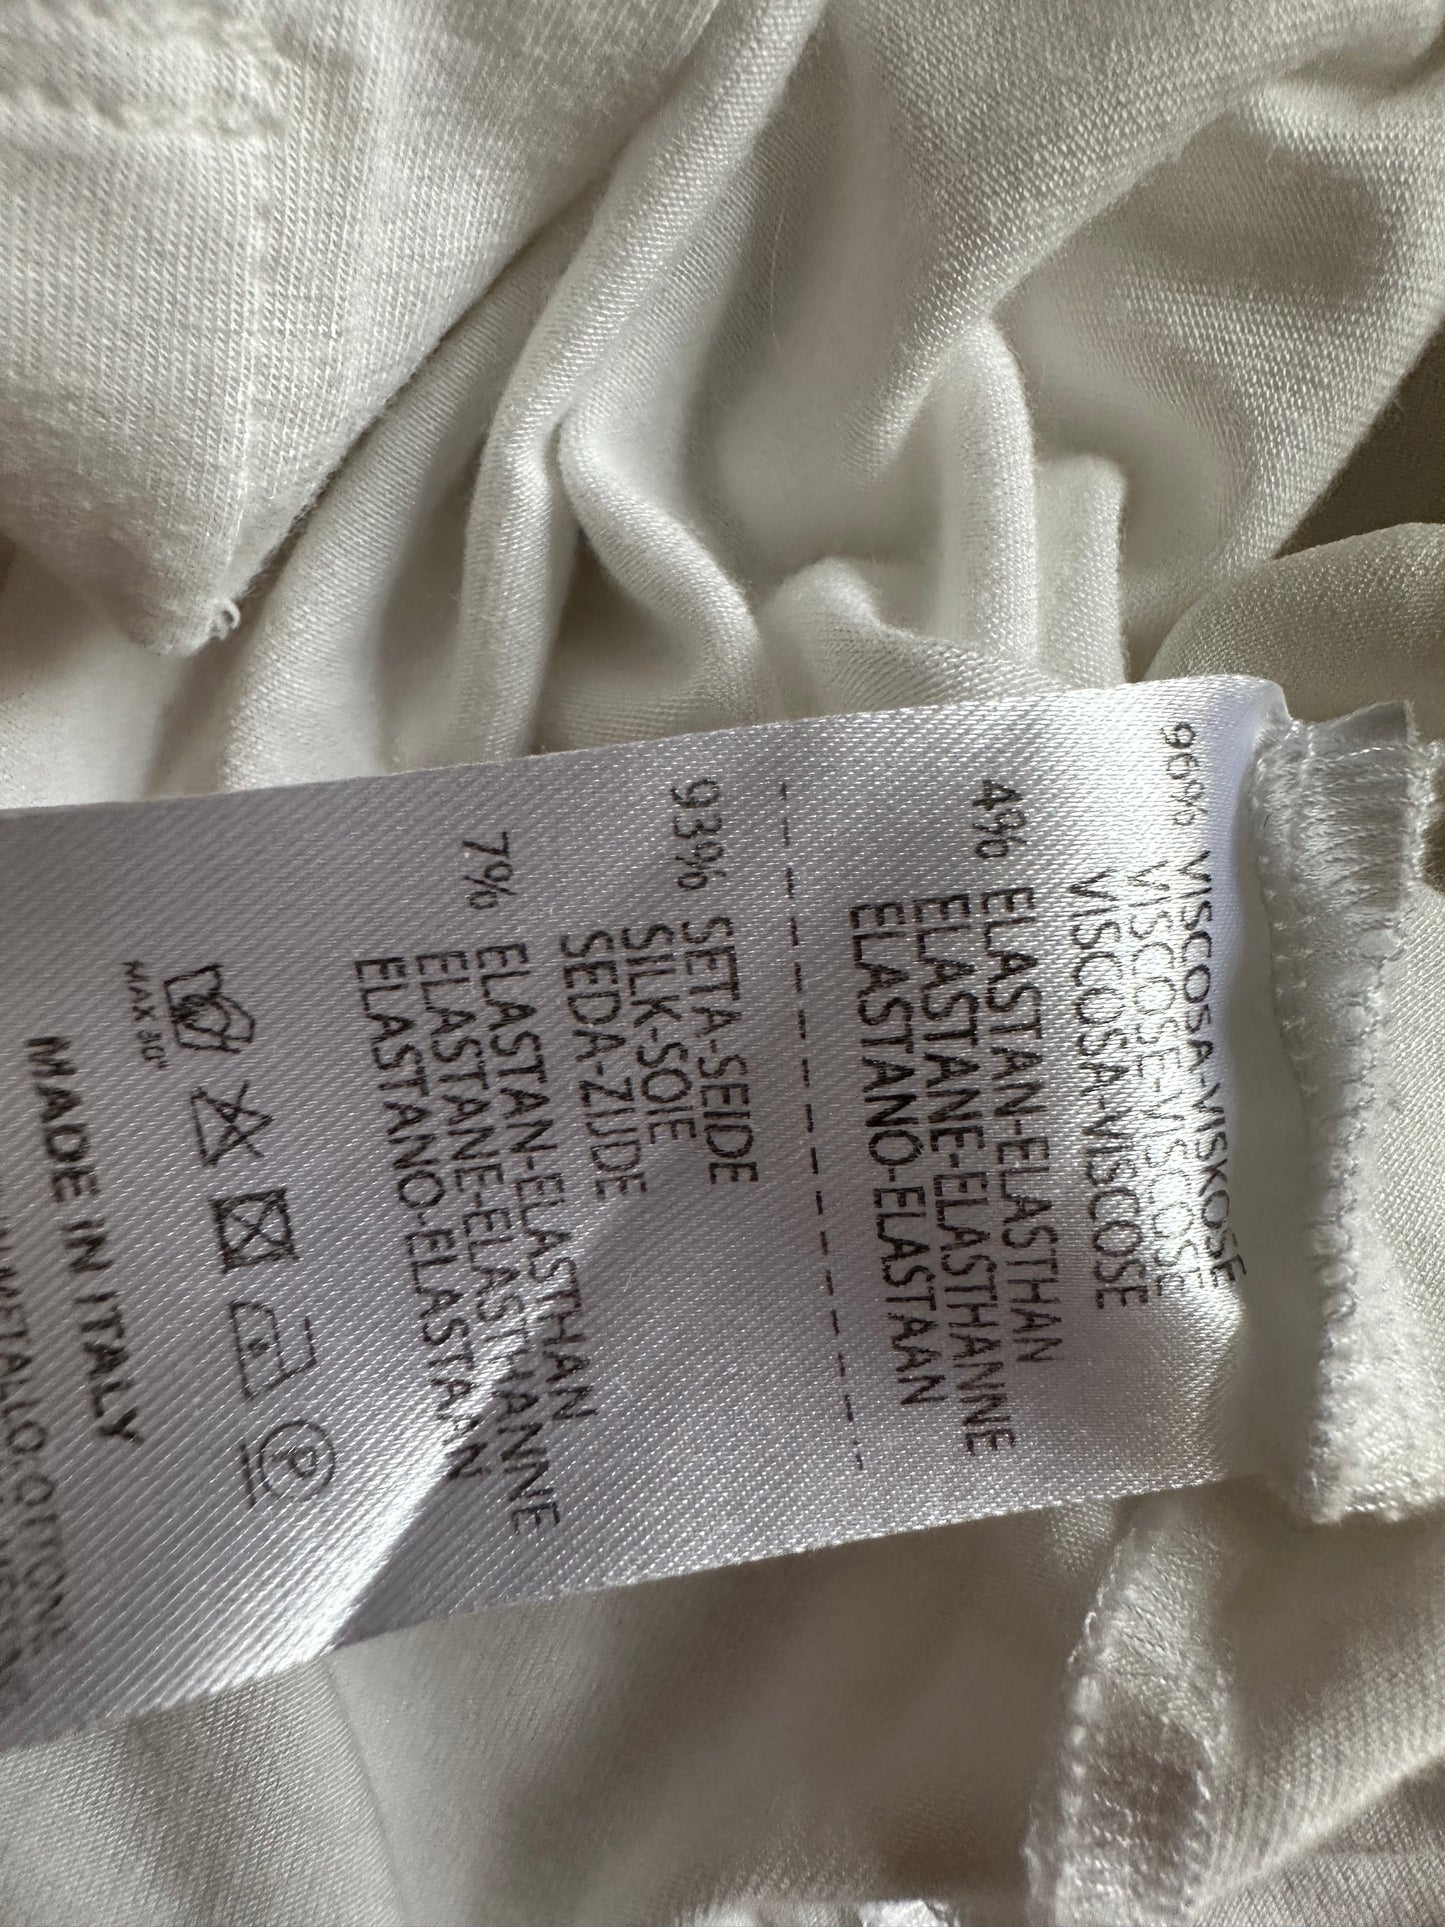 96% VISCOSA-VISKOSE
VISCOSE-VISCOSE
VISCOSA-VISCOSE
4% ELASTAN-ELASTHAN
ELASTANE-ELASTHANNE
ELASTANO-ELASTAAN
93% SETA-SEIDE
SILK-SOIE
SEDA-ZIJDE
7% ELASTAN-ELASTHAN
ELASTANE-ELASTHANNE
ELASTANO-ELASTAAN
MAX 30°
P
MADE IN ITALY